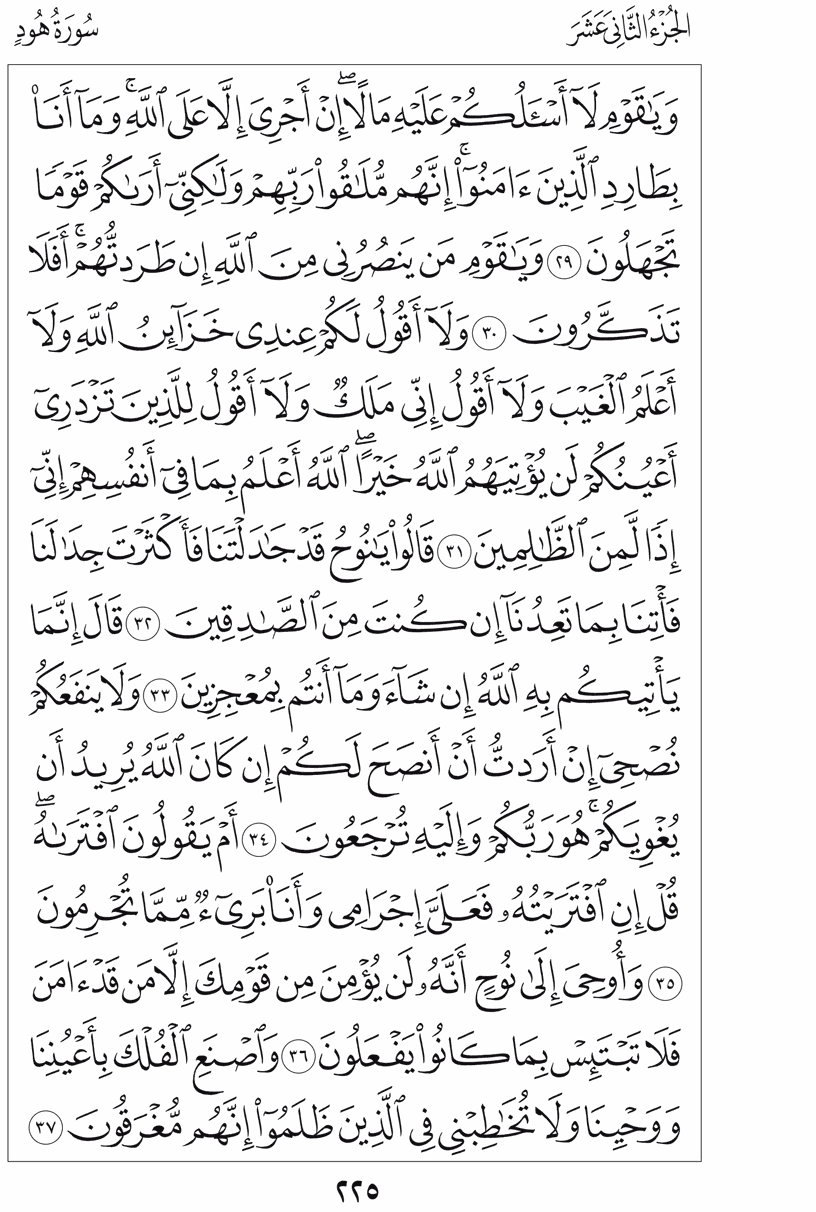 الجُزْءُ الثَّانِي عَشَرَ
سُورَةُ هُودٍ
وَيَٰقَوْمِ لَآ أَسْـَٔلُكُمْ عَلَيْهِ مَالًاۖ إِنْ أَجْرِىَ إِلَّا عَلَى ٱللَّهِۚ وَمَآ أَنَا۠
بِطَارِدِ ٱلَّذِينَ ءَامَنُوٓا۟ۚ إِنَّهُم مُّلَٰقُوا۟ رَبِّهِمْ وَلَٰكِنِّىٓ أَرَىٰكُمْ قَوْمًا
تَجْهَلُونَ ٢٩ وَيَٰقَوْمِ مَن يَنصُرُنِى مِنَ ٱللَّهِ إِن طَرَدتُّهُمْۚ أَفَلَا
تَذَكَّرُونَ ٣٠ وَلَآ أَقُولُ لَكُمْ عِندِى خَزَآئِنُ ٱللَّهِ وَلَآ
أَعْلَمُ ٱلْغَيْبَ وَلَآ أَقُولُ إِنِّى مَلَكٌ وَلَآ أَقُولُ لِلَّذِينَ تَزْدَرِىٓ
أَعْيُنُكُمْ لَن يُؤْتِيَهُمُ ٱللَّهُ خَيْرًاۖ ٱللَّهُ أَعْلَمُ بِمَا فِىٓ أَنفُسِهِمْ إِنِّىٓ
إِذًا لَّمِنَ ٱلظَّٰلِمِينَ ٣١ قَالُوا۟ يَٰنُوحُ قَدْ جَٰدَلْتَنَا فَأَكْثَرْتَ جِدَٰلَنَا
فَأْتِنَا بِمَا تَعِدُنَآ إِن كُنتَ مِنَ ٱلصَّٰدِقِينَ ٣٢ قَالَ إِنَّمَا
يَأْتِيكُم بِهِ ٱللَّهُ إِن شَآءَ وَمَآ أَنتُم بِمُعْجِزِينَ ٣٣ وَلَا يَنفَعُكُمْ
نُصْحِىٓ إِنْ أَرَدتُّ أَنْ أَنصَحَ لَكُمْ إِن كَانَ ٱللَّهُ يُرِيدُ أَن
يُغْوِيَكُمْۚ هُوَ رَبُّكُمْ وَإِلَيْهِ تُرْجَعُونَ ٣٤ أَمْ يَقُولُونَ ٱفْتَرَىٰهُۖ
قُلْ إِنِ ٱفْتَرَيْتُهُۥ فَعَلَىَّ إِجْرَامِى وَأَنَا۠ بَرِىٓءٌ مِّمَّا تُجْرِمُونَ
٣٥ وَأُوحِىَ إِلَىٰ نُوحٍ أَنَّهُۥ لَن يُؤْمِنَ مِن قَوْمِكَ إِلَّا مَن قَدْ ءَامَنَ
فَلَا تَبْتَئِسْ بِمَا كَانُوا۟ يَفْعَلُونَ ٣٦ وَٱصْنَعِ ٱلْفُلْكَ بِأَعْيُنِنَا
وَوَحْيِنَا وَلَا تُخَٰطِبْنِى فِى ٱلَّذِينَ ظَلَمُوٓا۟ إِنَّهُم مُّغْرَقُونَ ٣٧
٢٢٥